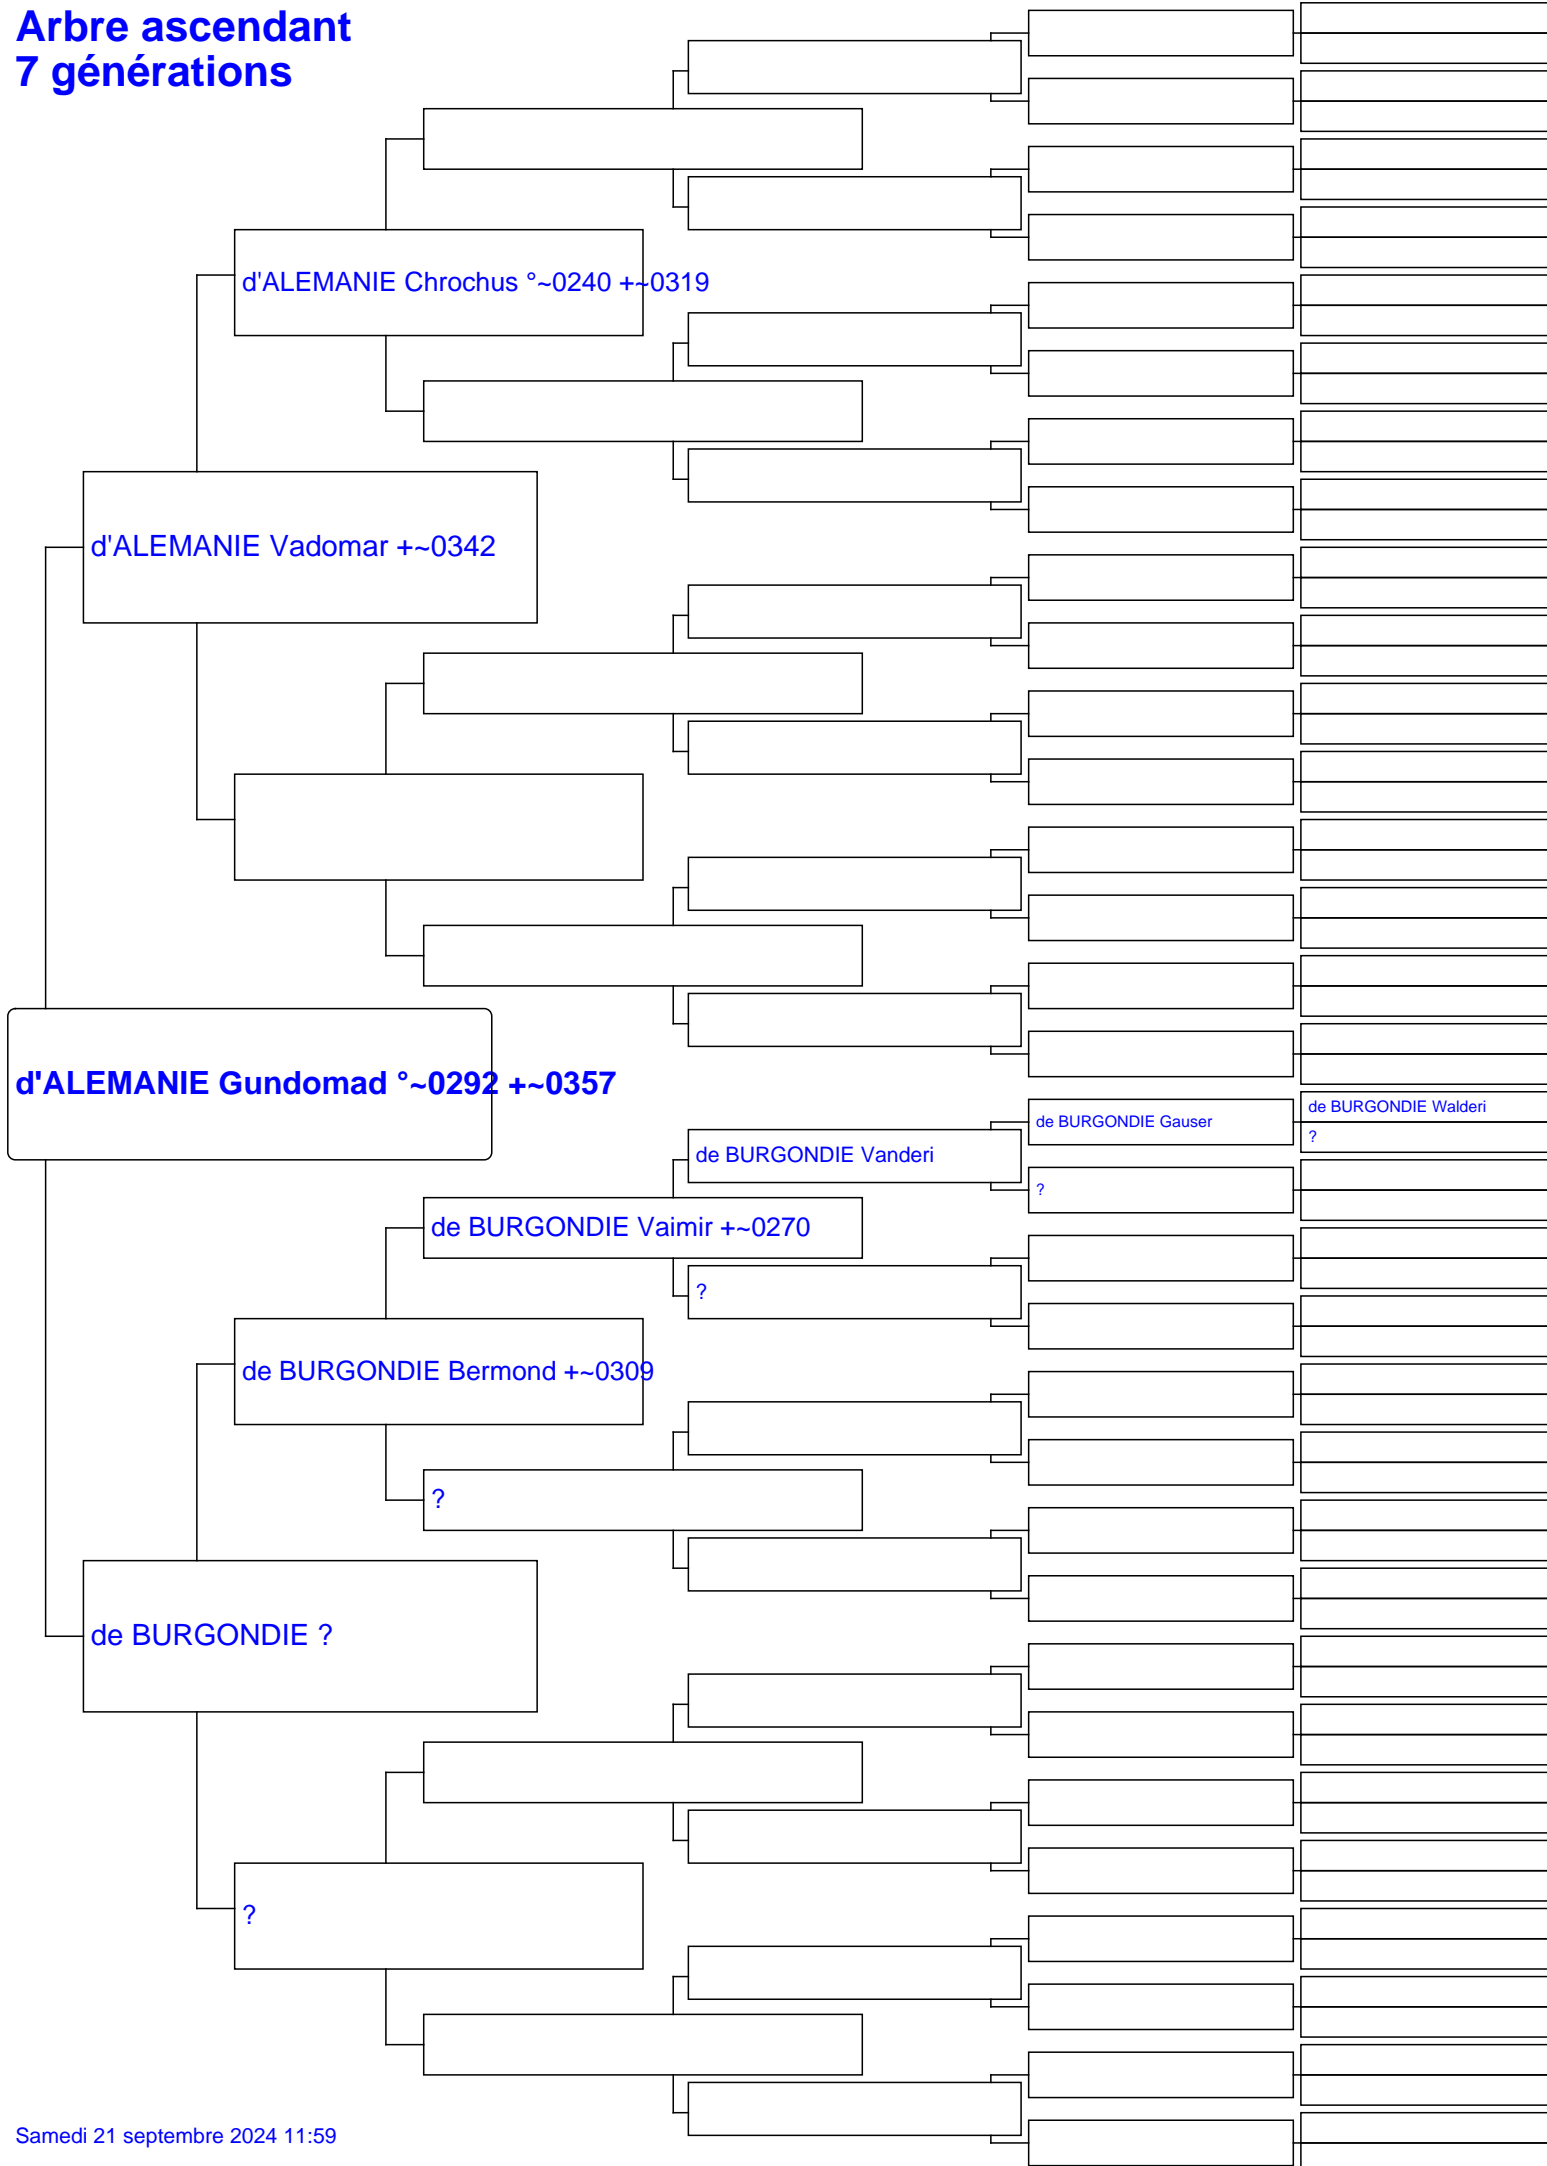 Arbre ascendant
7 générations
d'ALEMANIE Chrochus °~0240 +~0319
d'ALEMANIE Vadomar +~0342
d'ALEMANIE Gundomad °~0292 +~0357
de BURGONDIE Walderi
de BURGONDIE Gauser
?
de BURGONDIE Vanderi
?
de BURGONDIE Vaimir +~0270
?
de BURGONDIE Bermond +~0309
?
de BURGONDIE ?
?
Samedi 21 septembre 2024 11:59